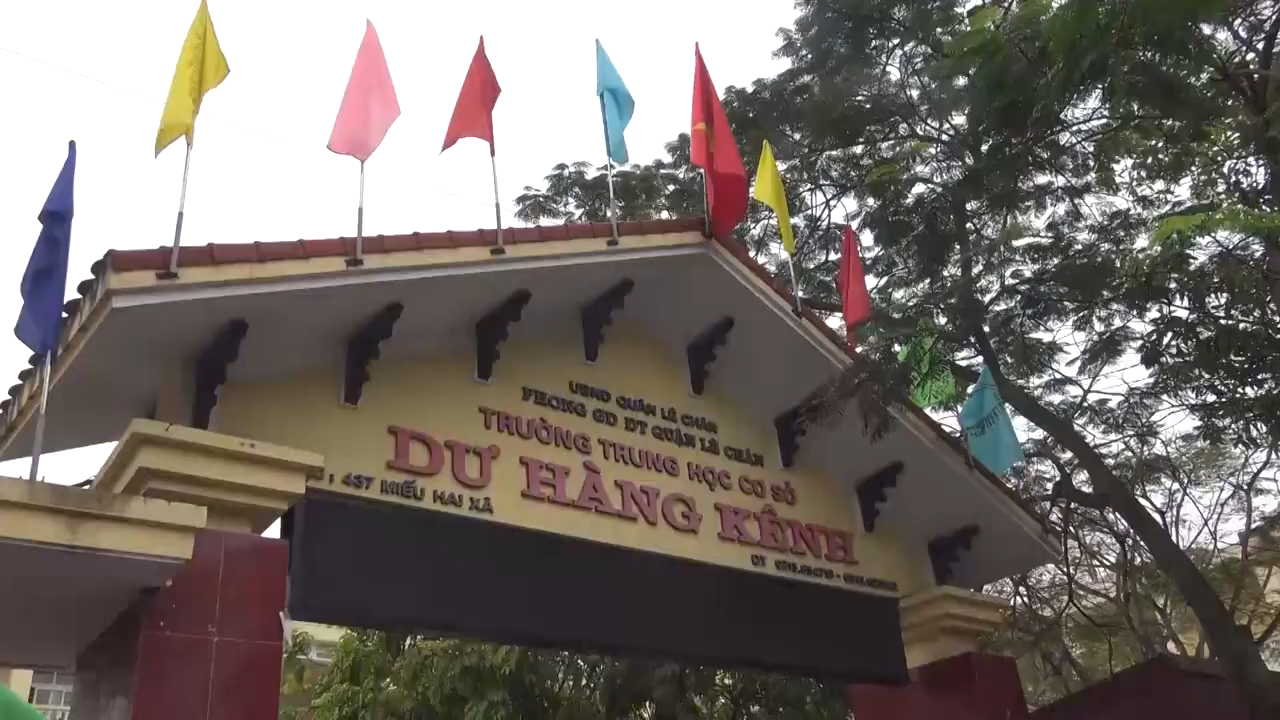 UBND QUẬN LÊ CHÂN
PHÒNG GD ĐT QUẬN LÊ CHÂN
TRƯỜNG TRUNG HỌC CƠ SỞ
DƯ HÀNG KÊNH
: 437 MIẾU HAI XÃ
ĐT